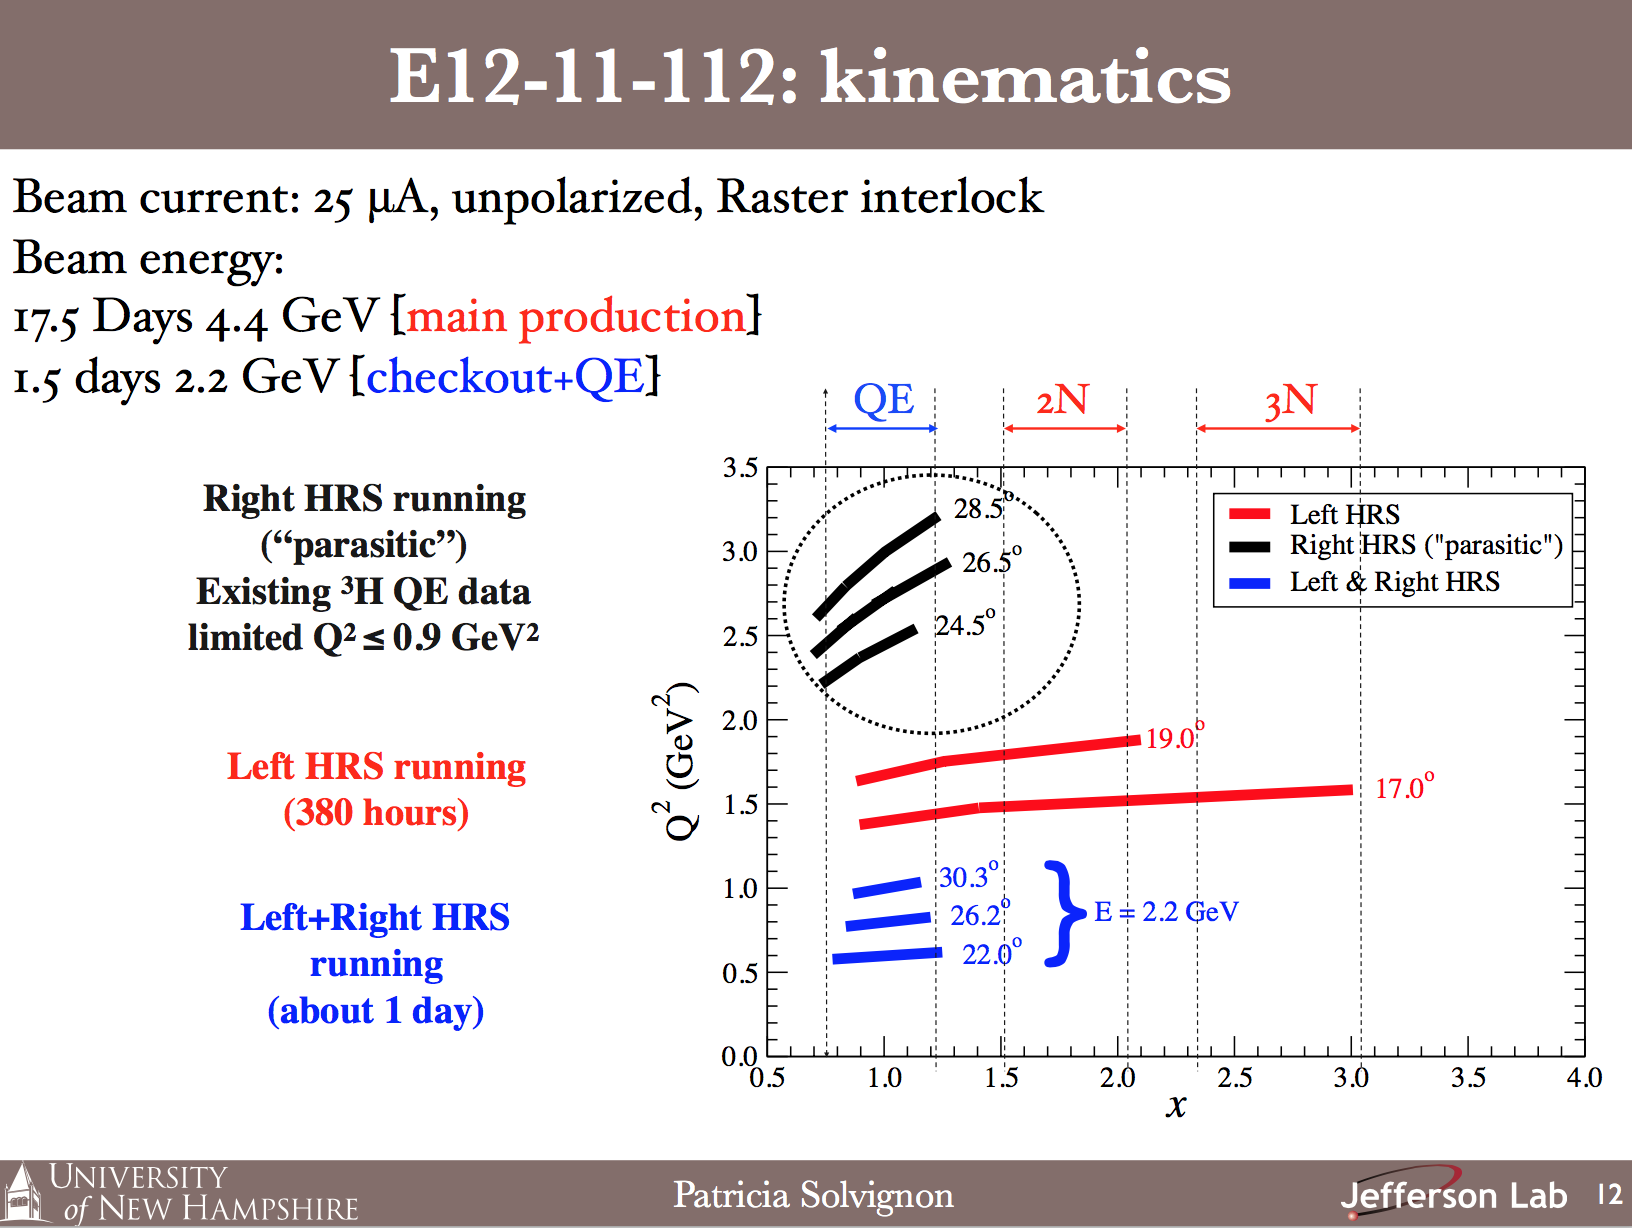 E12-11-112: kinematics
Beam current: 25 μA, unpolarized, Raster interlock
Beam energy:
17.5 Days 4.4 GeV [main production]
1.5 days 2.2 GeV [checkout+QE]
Right HRS running
(“parasitic”)
Existing ³H QE data
limited Q² ≤ 0.9 GeV²
Left HRS running
(380 hours)
Left+Right HRS
running
(about 1 day)
QE 2N 3N
3.5
3.0
2.5
2.0
1.5
1.0
0.5
0.0
Q² (GeV²)
28.5°
26.5°
24.5°
19.0°
17.0°
30.3°
26.2°
22.0°
E = 2.2 GeV
Left HRS
Right HRS ("parasitic")
Left & Right HRS
0.5 1.0 1.5 2.0 2.5 3.0 3.5 4.0
x
UNIVERSITY
of NEW HAMPSHIRE
Patricia Solvignon
Jefferson Lab
12